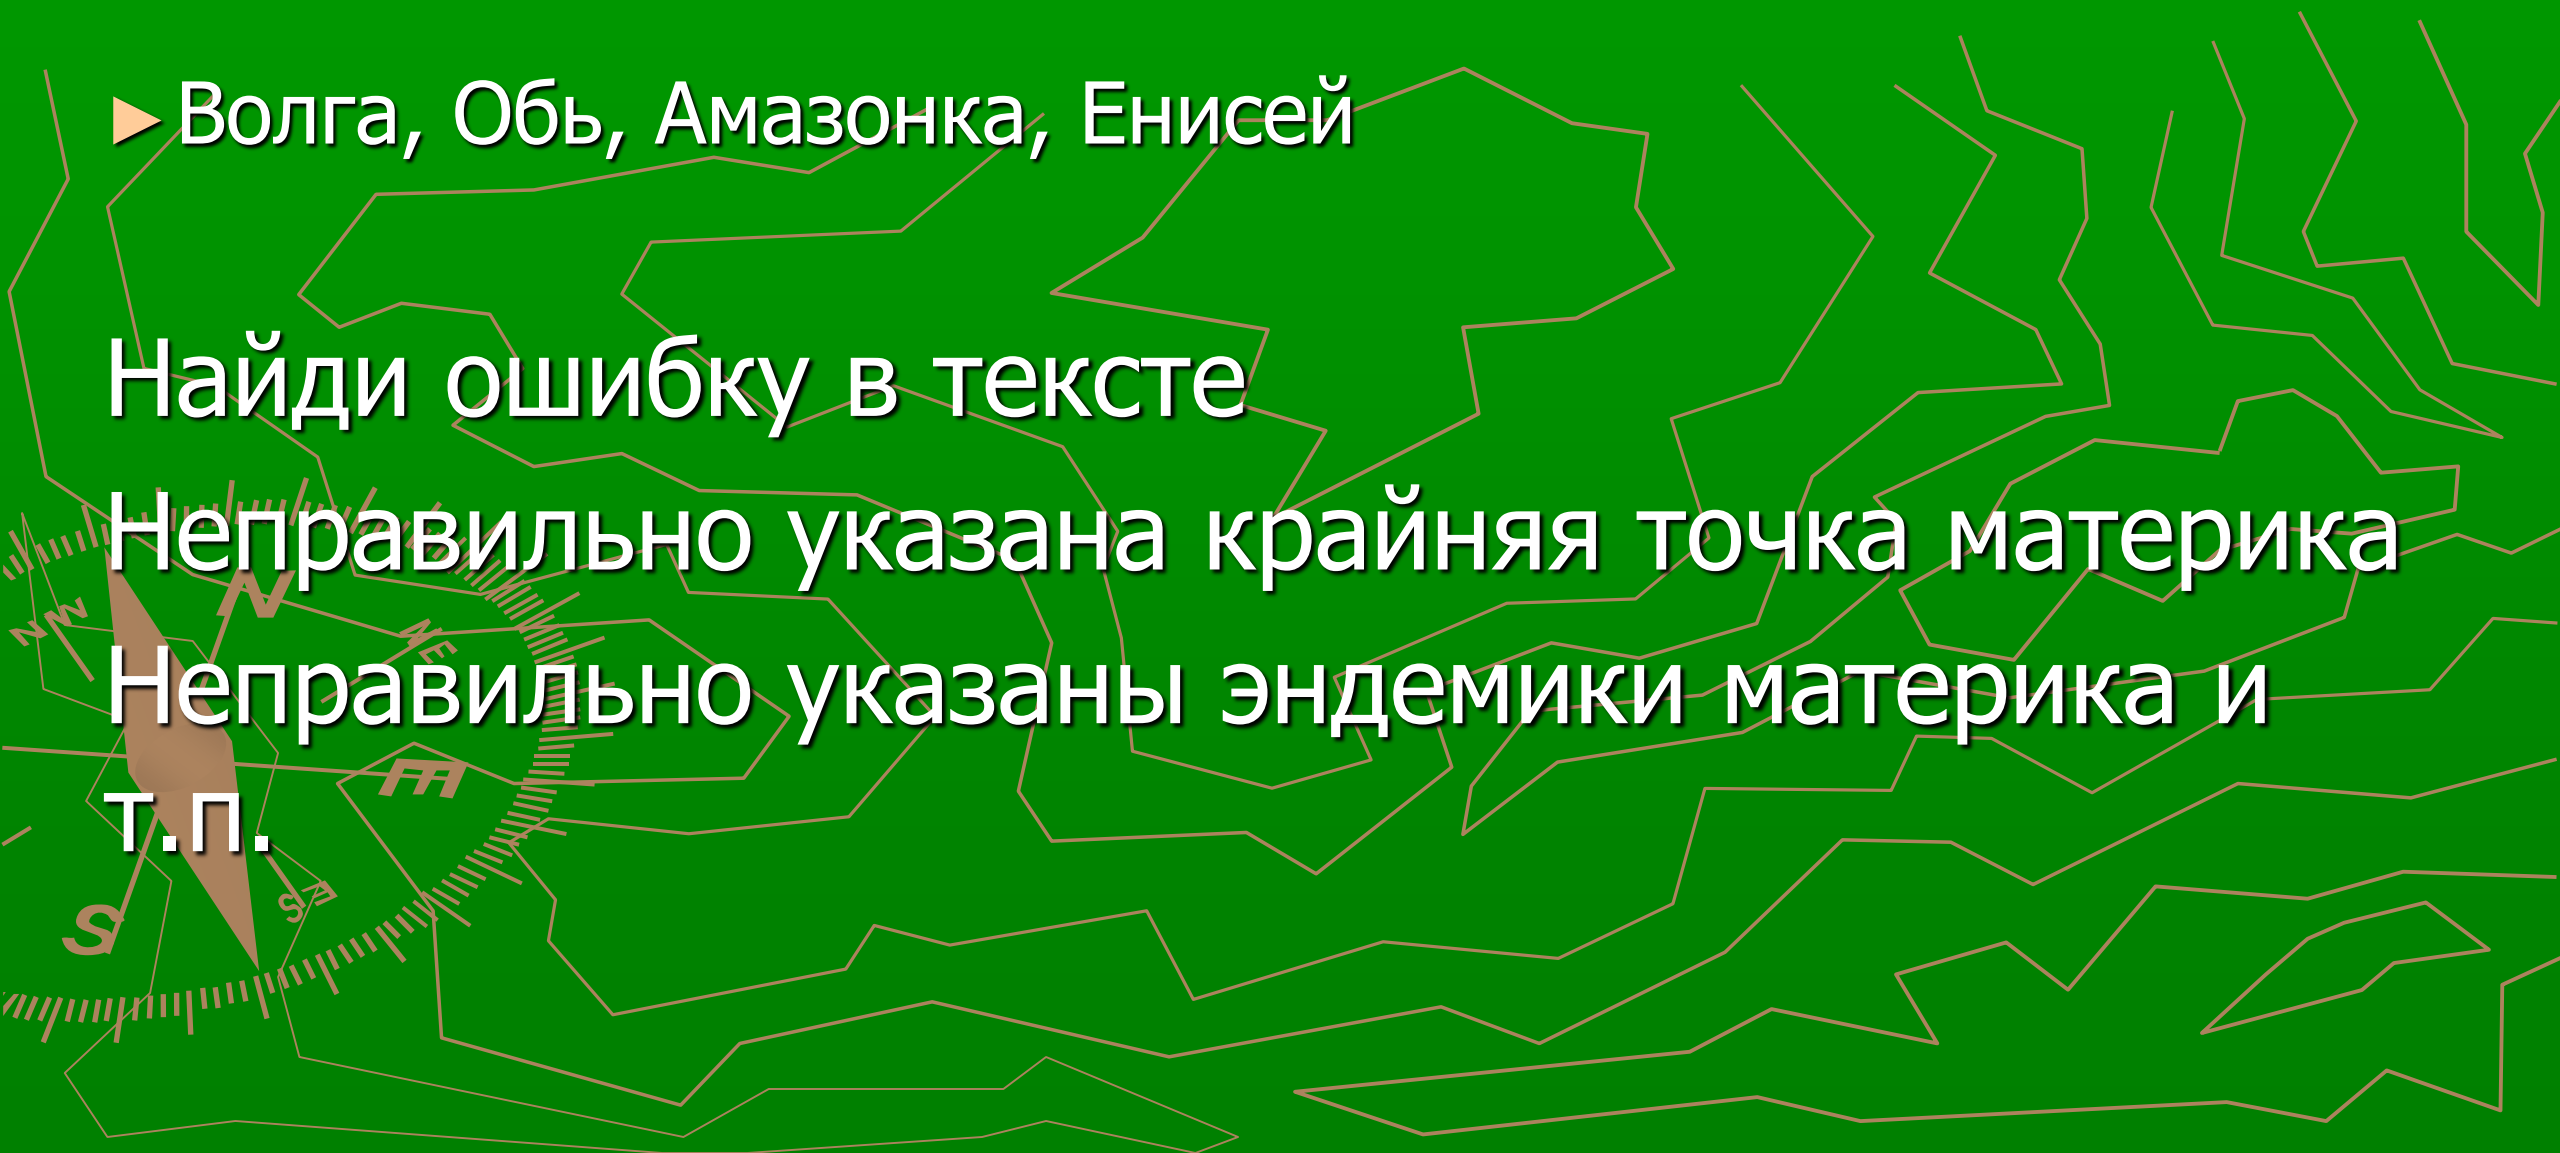 Волга, Обь, Амазонка, Енисей
Найди ошибку в тексте
Неправильно указана крайняя точка материка
Неправильно указаны эндемики материка и
т.п.
N
N
N
N
E
E
S
S
E